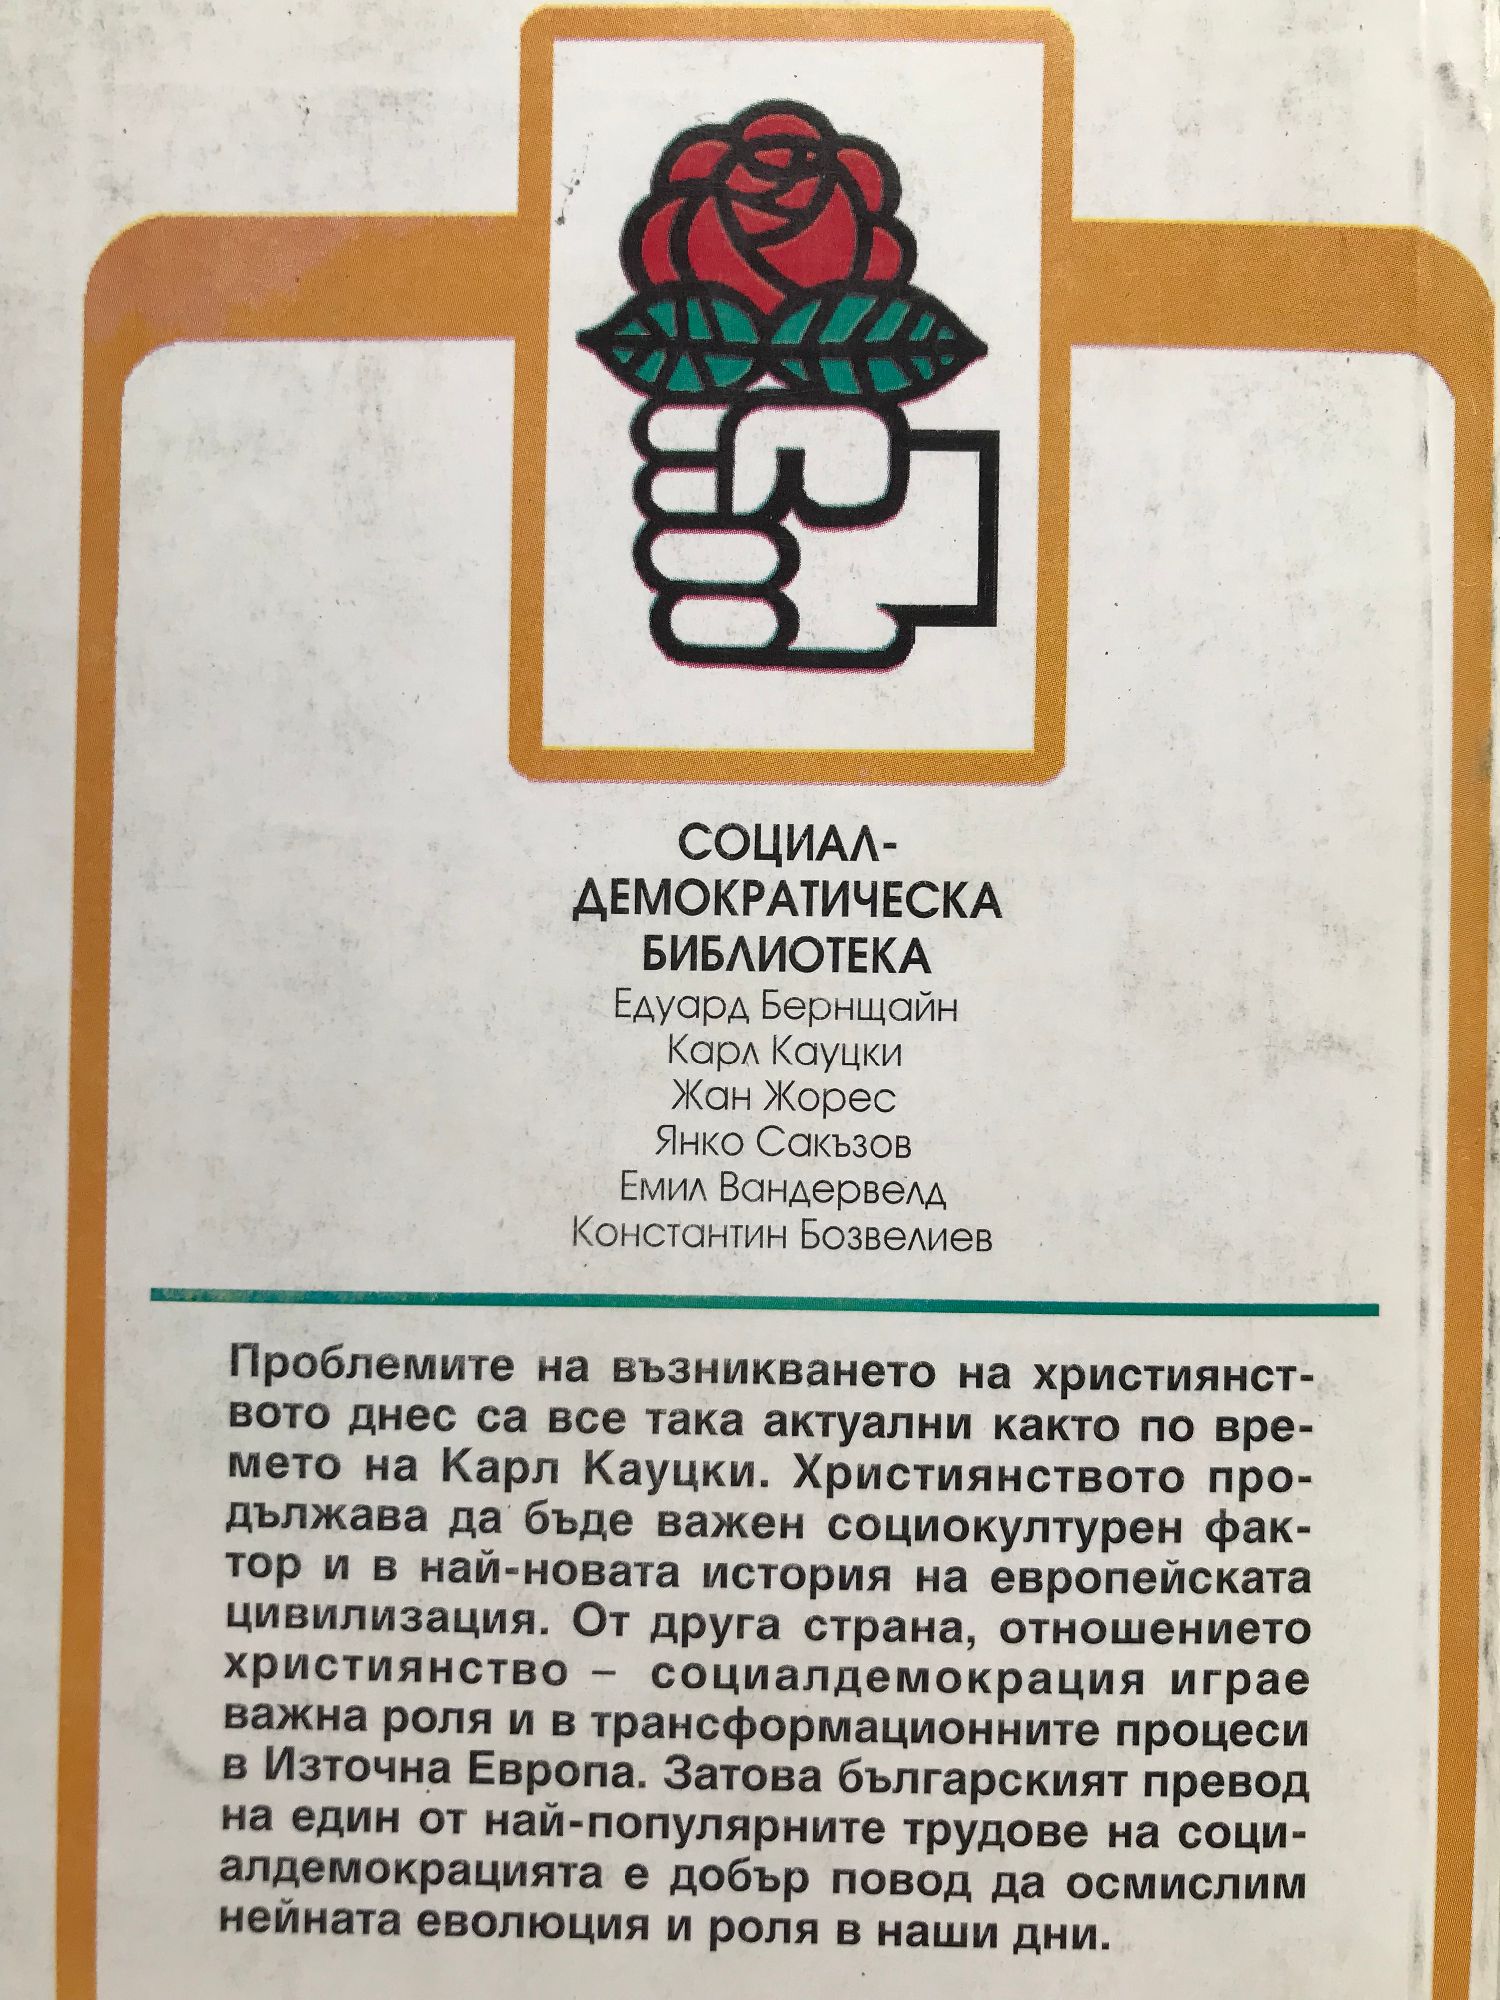 СОЦИАЛ-
ДЕМОКРАТИЧЕСКА
БИБЛИОТЕКА
Едуард Бернщайн
Карл Кауцки
Жан Жорес
Янко Сакъзов
Емил Вандервелд
Константин Бозвелиев
Проблемите на възникването на християнст-
вото днес са все така актуални както по вре-
мето на Карл Кауцки. Християнството про-
дължава да бъде важен социокултурен фак-
тор и в най-новата история на европейската
цивилизация. От друга страна, отношението
християнство – социалдемокрация играе
важна роля и в трансформационните процеси
в Източна Европа. Затова българският превод
на един от най-популярните трудове на соци-
алдемокрацията е добър повод да осмислим
нейната еволюция и роля в наши дни.